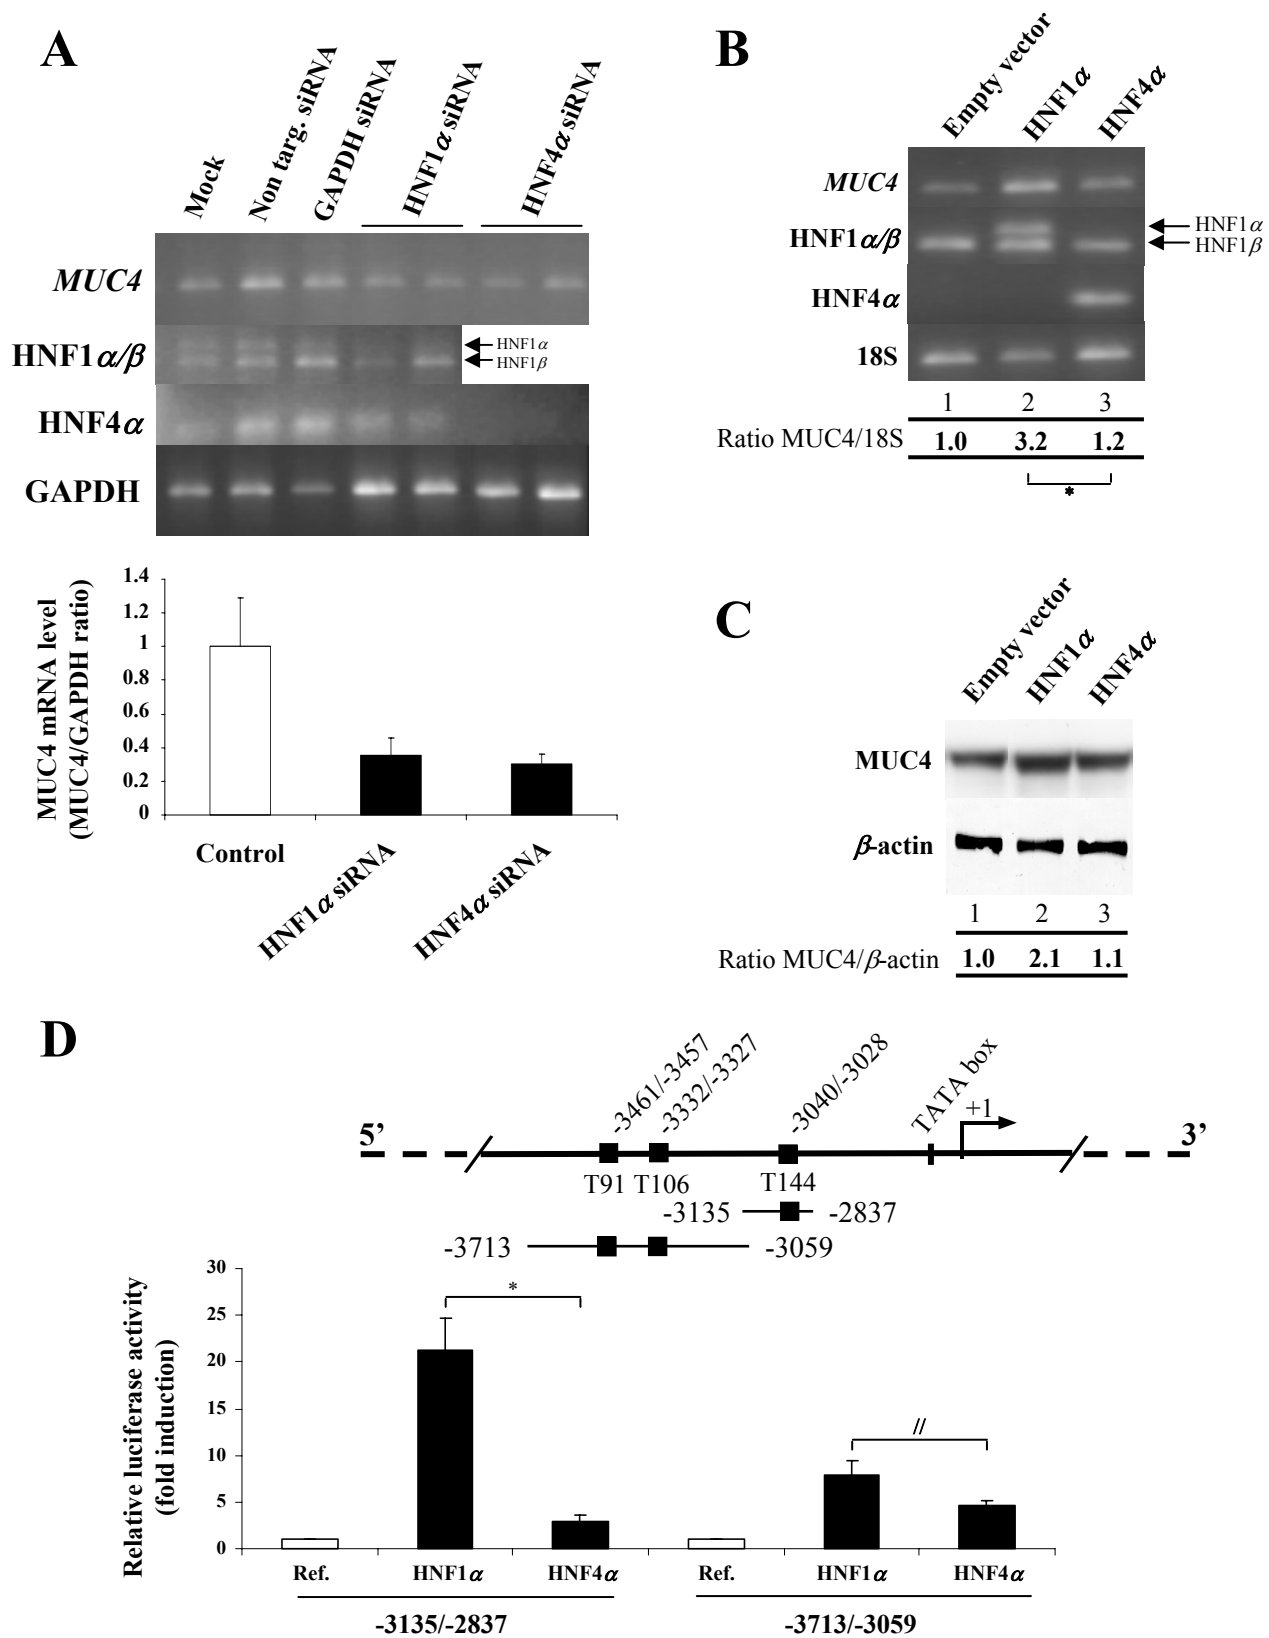 A
Mock
Non targ. siRNA
GAPDH siRNA
HNF1α siRNA
HNF4α siRNA
MUC4
HNF1α/β
HNF1α
HNF1β
HNF4α
GAPDH
MUC4 mRNA level
(MUC4/GAPDH ratio)
1.4
1.2
1
0.8
0.6
0.4
0.2
0
Control
HNF1α siRNA
HNF4α siRNA
B
Empty vector
HNF1α
HNF4α
MUC4
HNF1α/β
HNF1α
HNF1β
HNF4α
18S
1 2 3
Ratio MUC4/18S 1.0 3.2 1.2
*
C
Empty vector
HNF1α
HNF4α
MUC4
β-actin
1 2 3
Ratio MUC4/β-actin 1.0 2.1 1.1
D
-3461/-3457
-3332/-3327
-3040/-3028
TATA box
+1
5’ 3’
T91 T106 T144
-3135 -2837
-3713 -3059
Relative luciferase activity
(fold induction)
30
25
20
15
10
5
0
*
//
Ref. HNF1α HNF4α Ref. HNF1α HNF4α
-3135/-2837 -3713/-3059